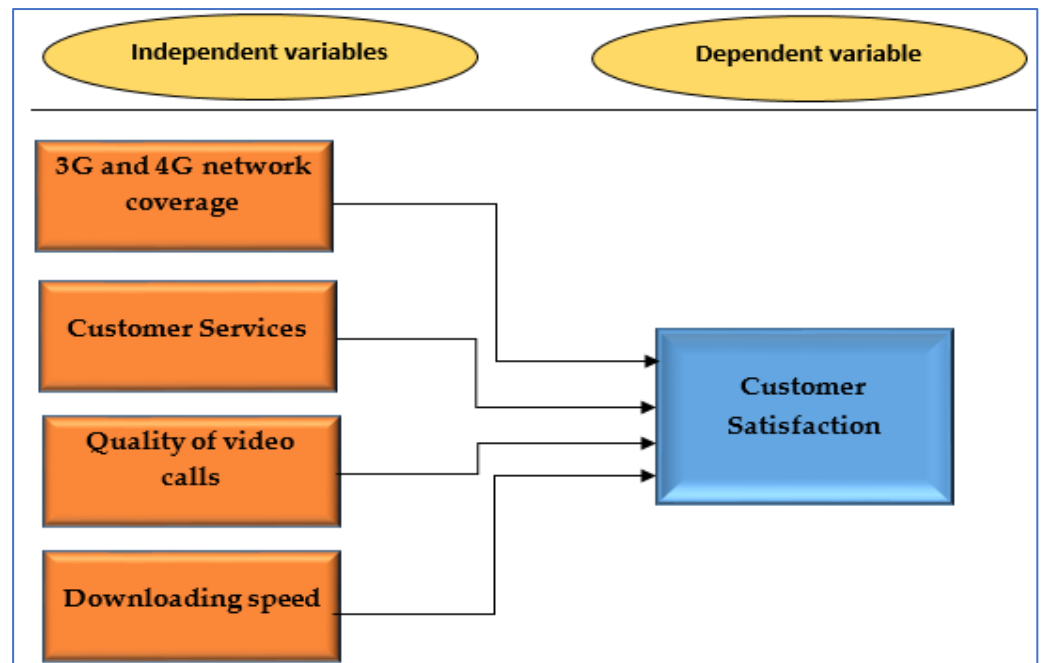 Independent variables
Dependent variable
3G and 4G network
coverage
Customer Services
Quality of video
calls
Downloading speed
Customer
Satisfaction